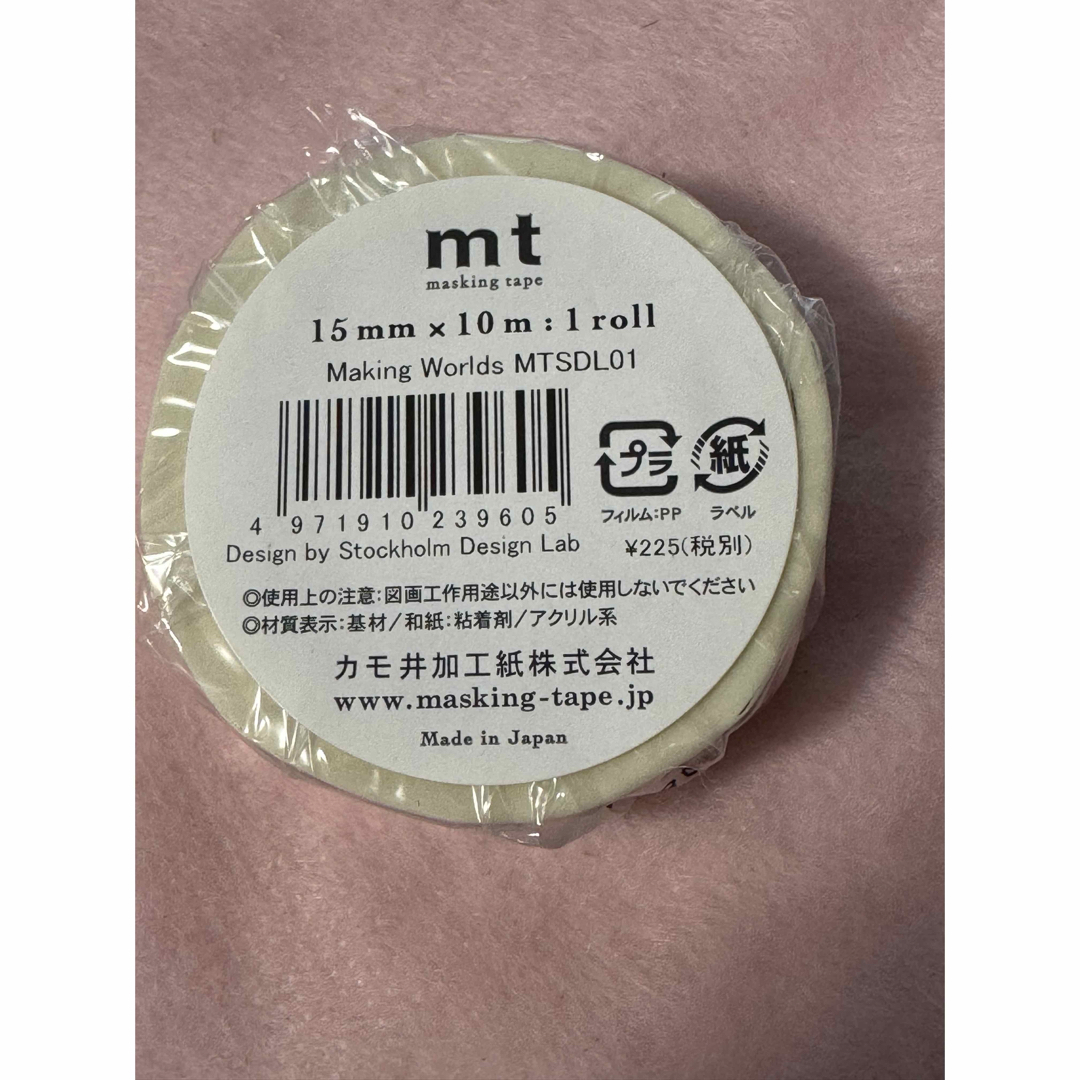 mt
masking tape
15mm×10m:1roll
Making Worlds MTSDL01
プラ 紙
フィルム:PP ラベル
4 971910 239605
Design by Stockholm Design Lab ¥225(税別)
◎使用上の注意:図画工作用途以外には使用しないでください
◎材質表示:基材/和紙:粘着剤/アクリル系
カモ井加工紙株式会社
www.masking-tape.jp
Made in Japan